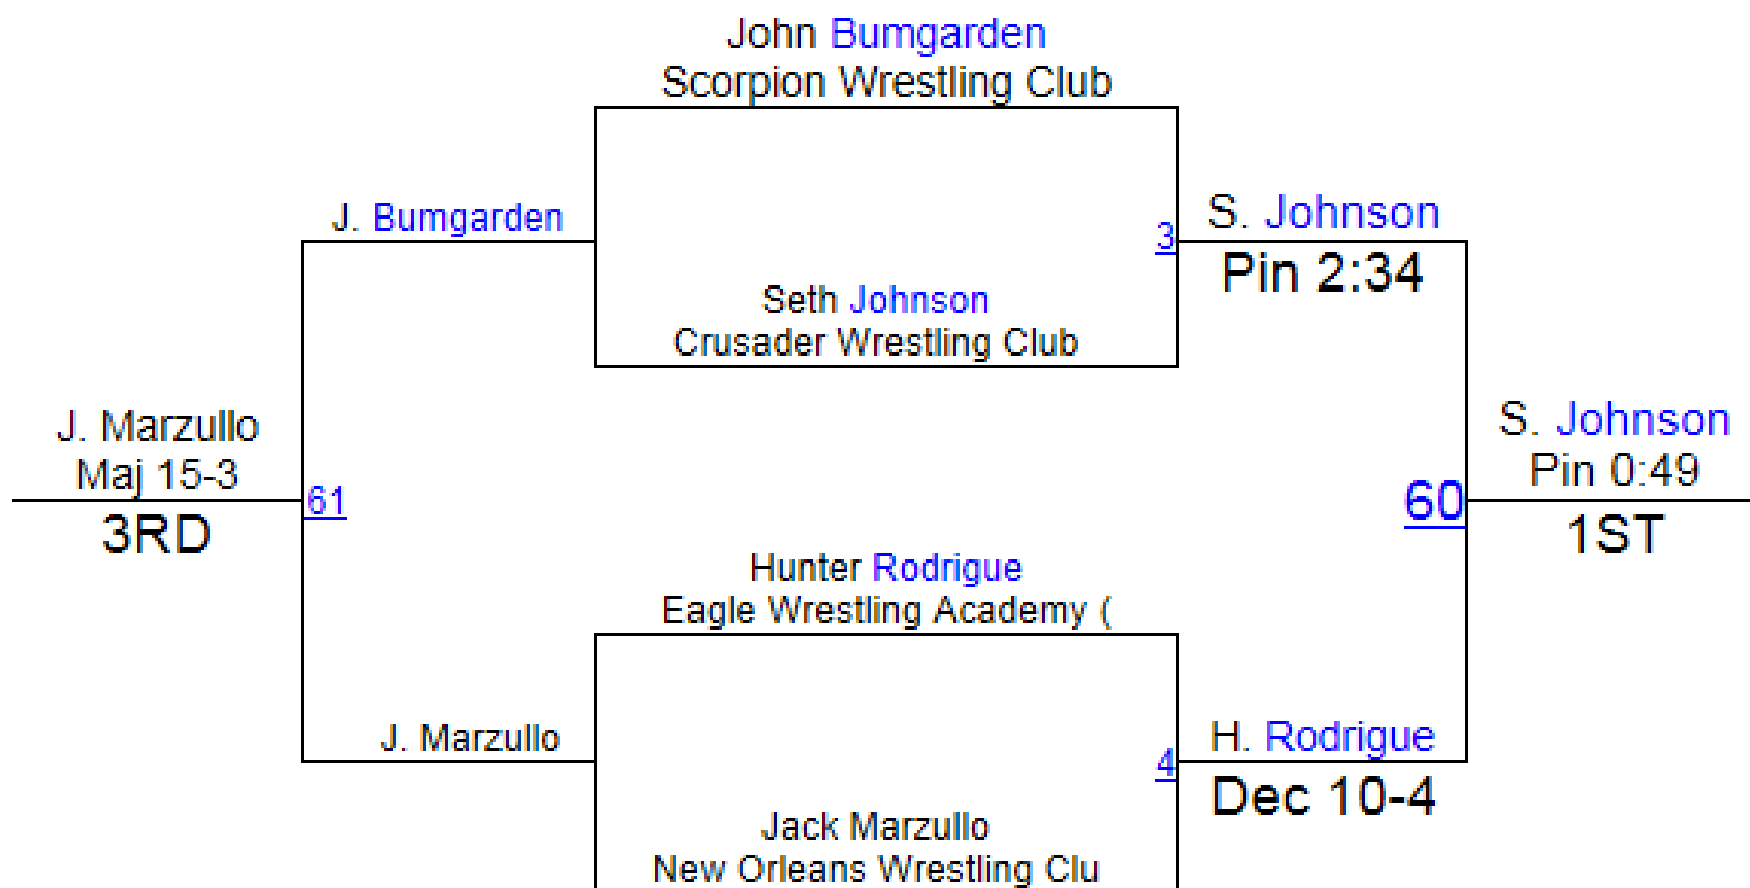 John Bumgarden
Scorpion Wrestling Club
J. Bumgarden
3
S. Johnson
Pin 2:34
Seth Johnson
Crusader Wrestling Club
J. Marzullo
Maj 15-3
61
3RD
60
S. Johnson
Pin 0:49
1ST
Hunter Rodrigue
Eagle Wrestling Academy (
J. Marzullo
4
H. Rodrigue
Dec 10-4
Jack Marzullo
New Orleans Wrestling Clu